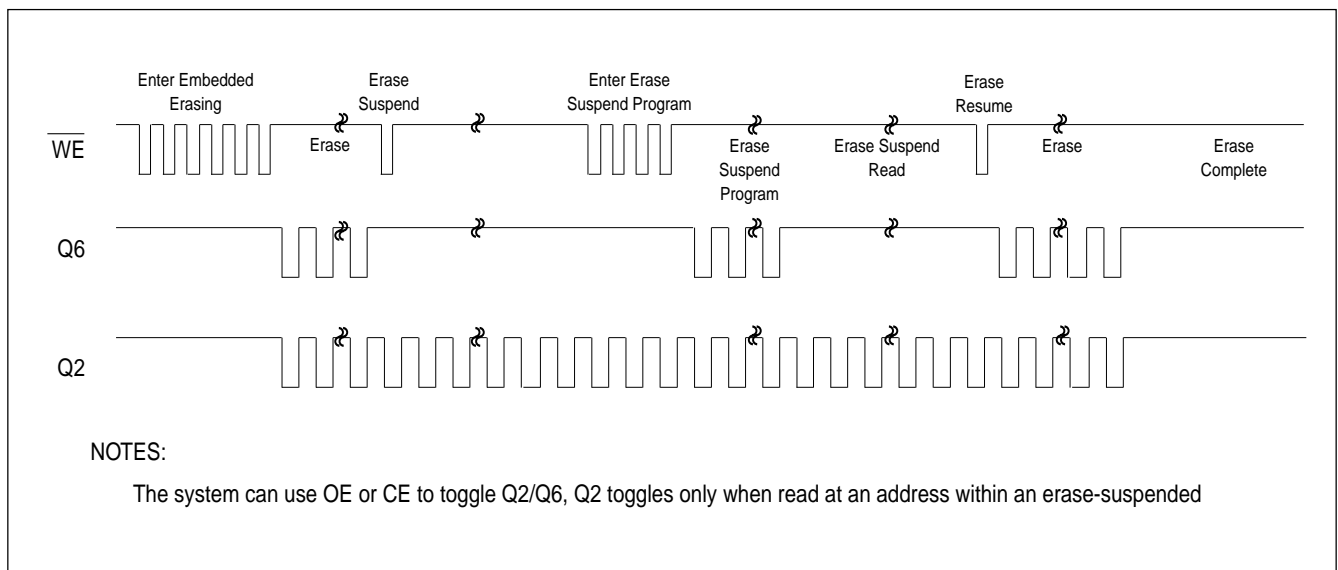 Enter Embedded
Erasing
Erase
Suspend
Enter Erase
Suspend Program
Erase
Resume
WE
Erase
Erase
Suspend
Program
Erase Suspend
Read
Erase
Erase
Complete
Q6
Q2
NOTES:
The system can use OE or CE to toggle Q2/Q6, Q2 toggles only when read at an address within an erase-suspended